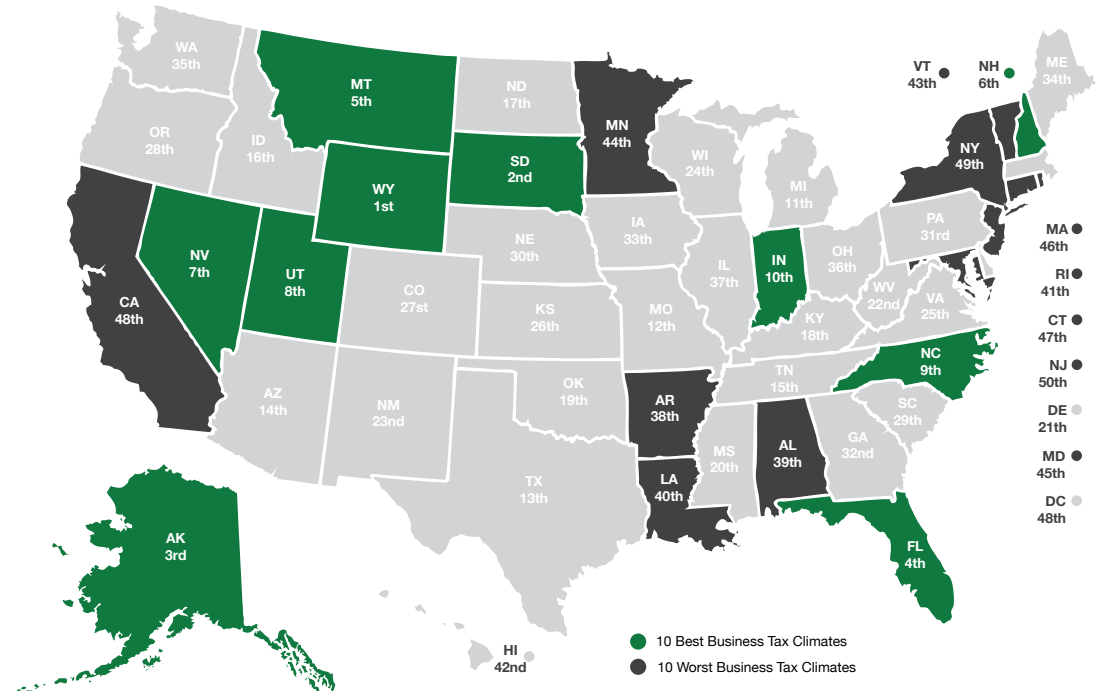 WA
35th
MT
5th
ND
17th
MN
44th
VT
43th
NH
6th
ME
34th
OR
28th
ID
16th
SD
2nd
WI
24th
NY
49th
WY
1st
MI
11th
NV
7th
UT
8th
NE
30th
IA
33th
PA
31rd
MA
46th
CA
48th
CO
27st
IL
37th
IN
10th
OH
36th
WV
22nd
VA
25th
RI
41th
KS
26th
MO
12th
KY
18th
CT
47th
NC
9th
NJ
50th
AZ
14th
NM
23nd
OK
19th
AR
38th
TN
15th
SC
29th
DE
21th
TX
13th
LA
40th
MS
20th
AL
39th
GA
32nd
MD
45th
DC
48th
AK
3rd
FL
4th
HI
42nd
10 Best Business Tax Climates
10 Worst Business Tax Climates